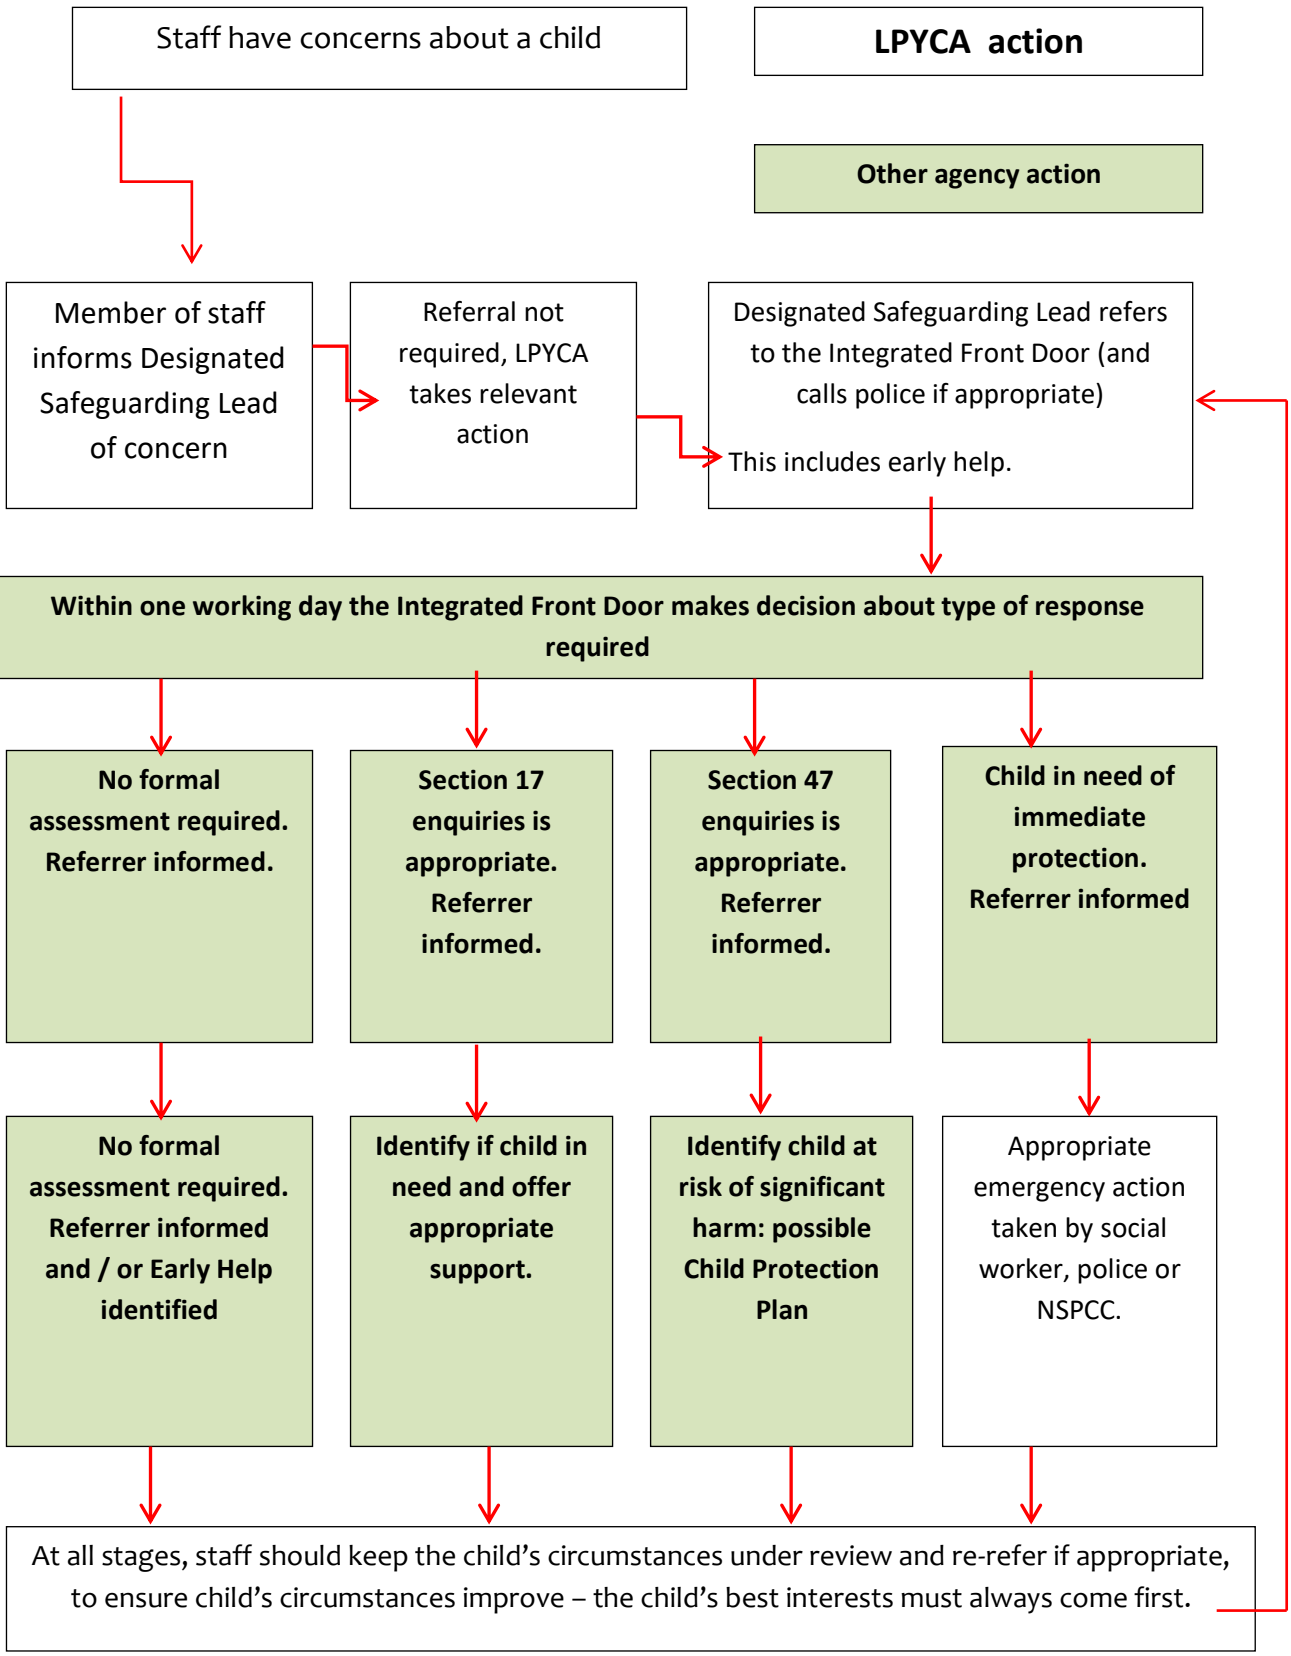 Staff have concerns about a child
LPYCA action
Other agency action
Member of staff
informs Designated
Safeguarding Lead
of concern
Referral not
required, LPYCA
takes relevant
action
Designated Safeguarding Lead refers
to the Integrated Front Door (and
calls police if appropriate)
This includes early help.
Within one working day the Integrated Front Door makes decision about type of response
required
No formal
assessment required.
Referrer informed.
Section 17
enquiries is
appropriate.
Referrer
informed.
Section 47
enquiries is
appropriate.
Referrer
informed.
Child in need of
immediate
protection.
Referrer informed
No formal
assessment required.
Referrer informed
and / or Early Help
identified
Identify if child in
need and offer
appropriate
support.
Identify child at
risk of significant
harm: possible
Child Protection
Plan
Appropriate
emergency action
taken by social
worker, police or
NSPCC.
At all stages, staff should keep the child’s circumstances under review and re-refer if appropriate,
to ensure child’s circumstances improve – the child’s best interests must always come first.